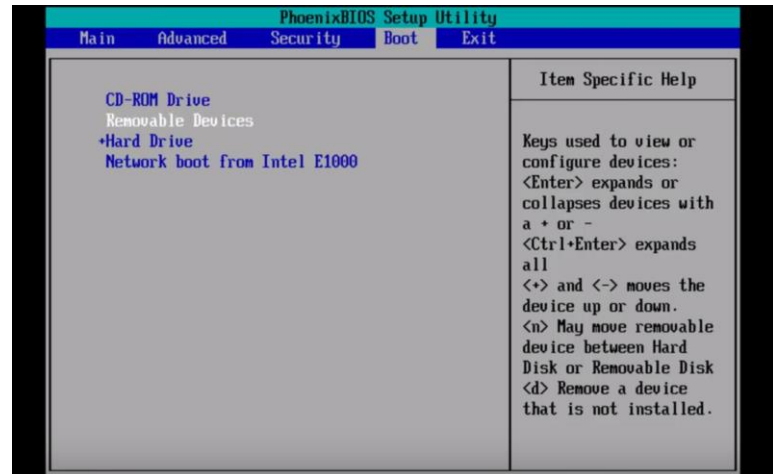 PhoenixBIOS Setup Utility
Main Advanced Security Boot Exit
CD-ROM Drive
Removable Devices
+Hard Drive
Network boot from Intel E1000
Item Specific Help
Keys used to view or
configure devices:
<Enter> expands or
collapses devices with
a + or -
<Ctrl+Enter> expands
all
<+> and <-> moves the
device up or down.
<n> May move removable
device between Hard
Disk or Removable Disk
<d> Remove a device
that is not installed.